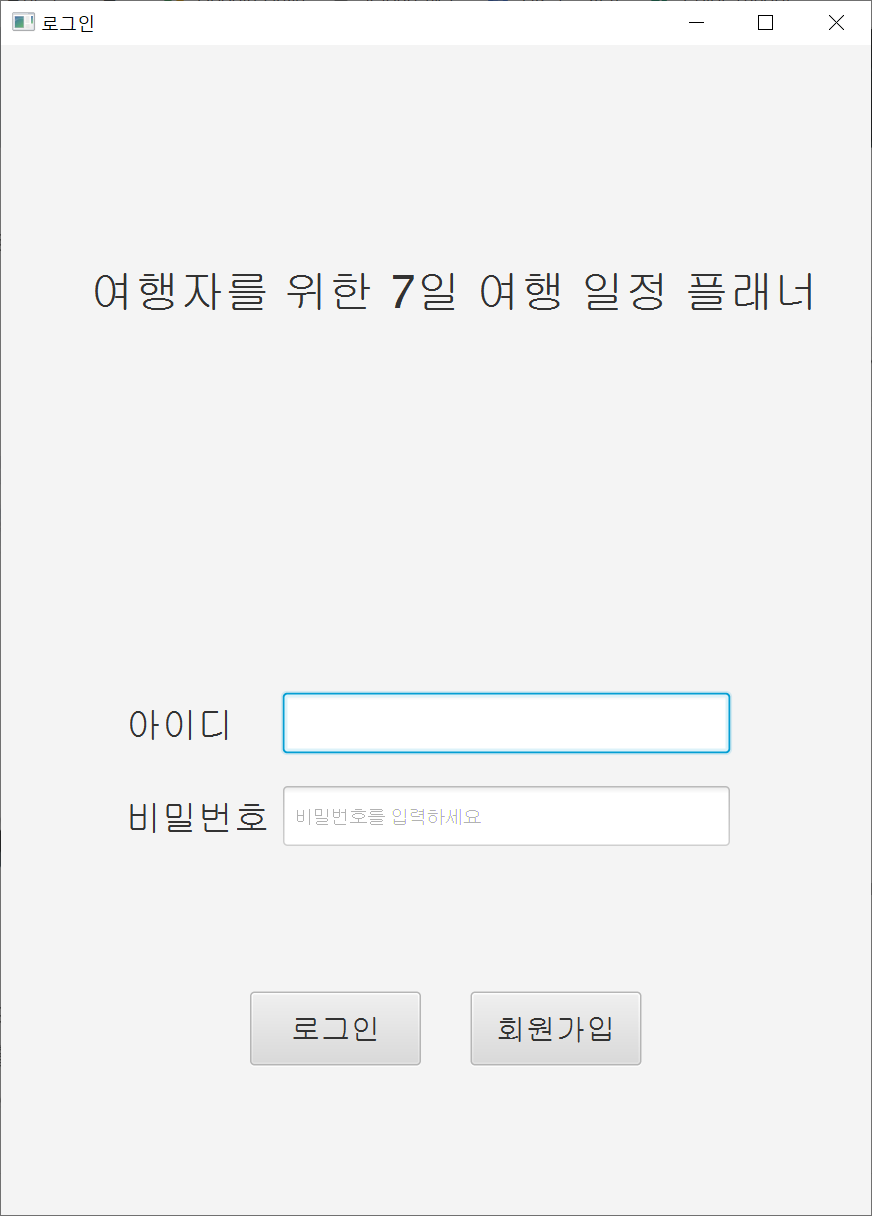 로그인
여행자를 위한 7일 여행 일정 플래너
아이디
비밀번호 비밀번호를 입력하세요
로그인 회원가입